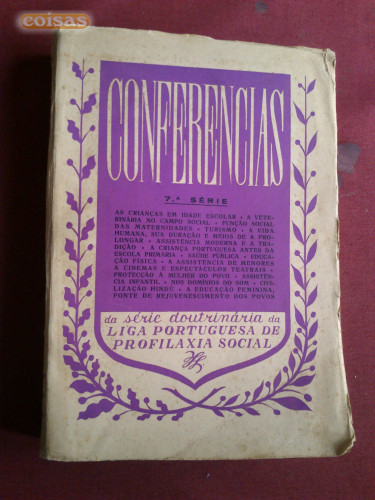 coisas
CONFERENCIAS
7.ª SÉRIE
AS CRIANÇAS EM IDADE ESCOLAR • A VETE-
RINÁRIA NO CAMPO SOCIAL • FUNÇÃO SOCIAL
DAS MATERNIDADES • TURISMO • A VIDA
HUMANA, SUA DURAÇÃO E MEIOS DE A PRO-
LONGAR • ASSISTÊNCIA MODERNA E A TRA-
DIÇÃO • A CRIANÇA PORTUGUESA ANTES DA
ESCOLA PRIMÁRIA • SAÚDE PÚBLICA • EDUCA-
ÇÃO FÍSICA • A ASSISTÊNCIA DE MENORES
A CINEMAS E ESPECTÁCULOS TEATRAIS •
PROTECÇÃO À MULHER DO POVO • ASSISTÊN-
CIA INFANTIL • NOS DOMÍNIOS DO SOM • CIVI-
LIZAÇÃO HINDÚ • A EDUCAÇÃO FEMININA,
FONTE DE REJUVENESCIMENTO DOS POVOS
da série doutrinária da
LIGA PORTUGUESA DE
PROFILAXIA SOCIAL